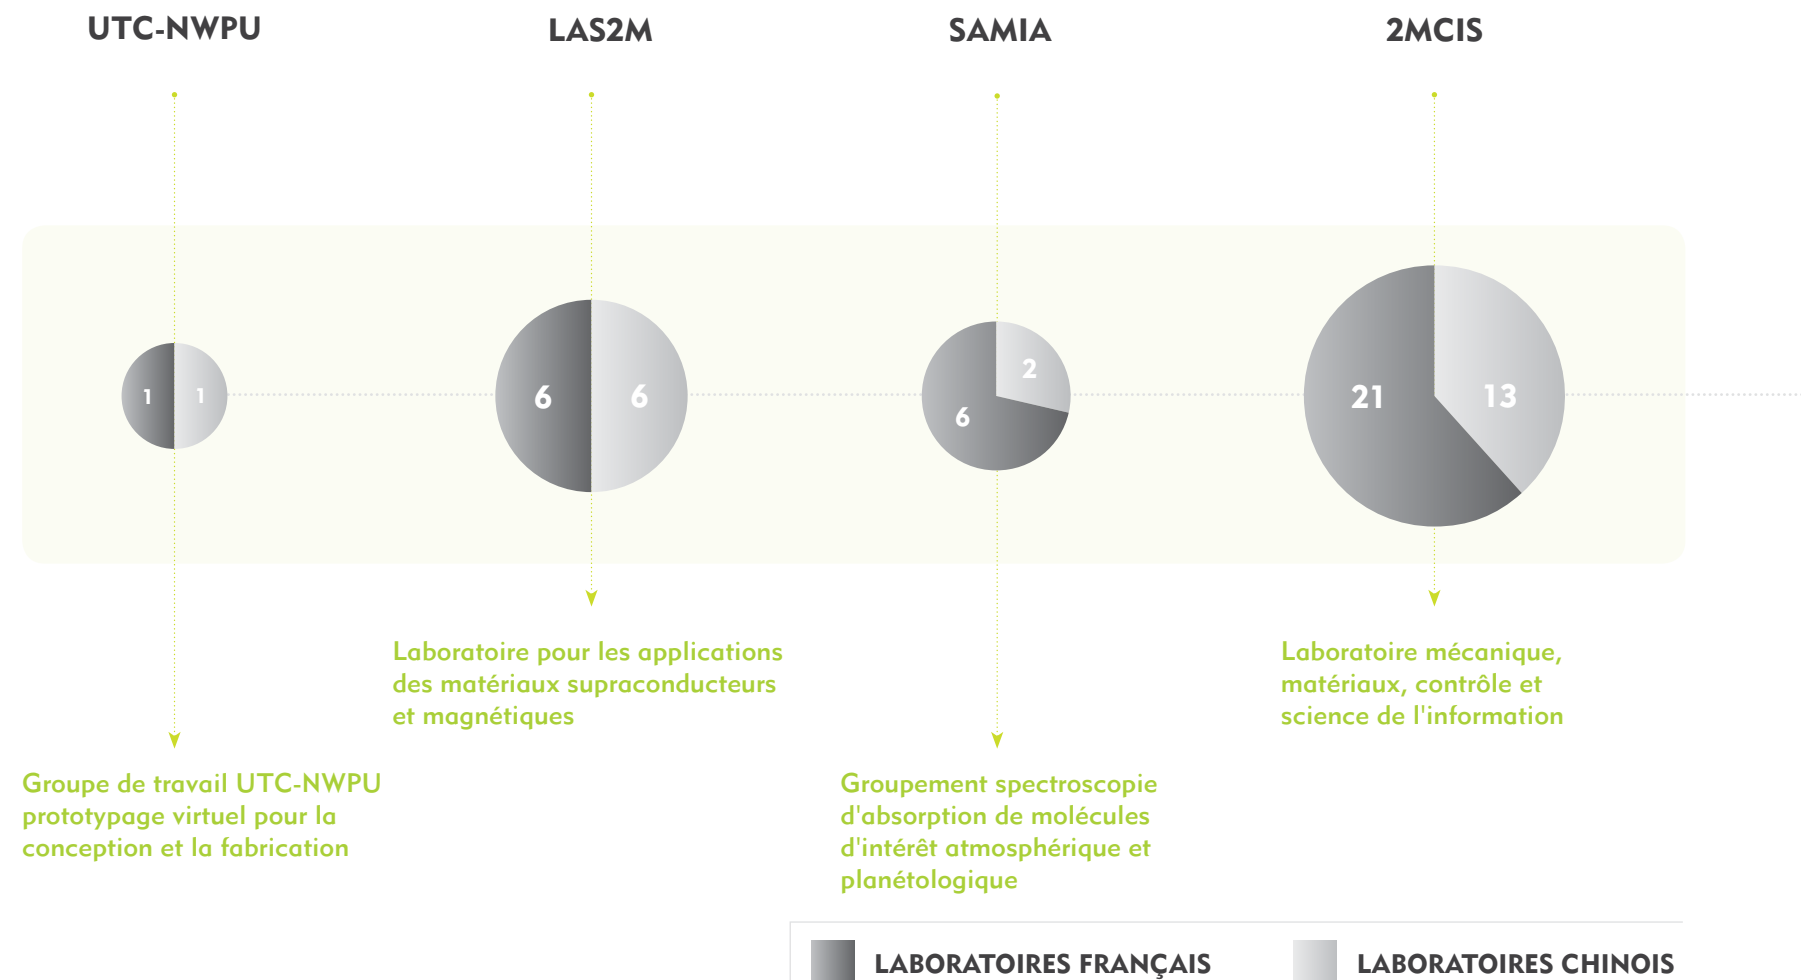 UTC-NWPU
LAS2M
SAMIA
2MCIS
1
1
6
6
2
6
21
13
Laboratoire pour les applications
des matériaux supraconducteurs
et magnétiques
Laboratoire mécanique,
matériaux, contrôle et
science de l'information
Groupe de travail UTC-NWPU
prototypage virtuel pour la
conception et la fabrication
Groupement spectroscopie
d'absorption de molécules
d'intérêt atmosphérique et
planétologique
LABORATOIRES FRANÇAIS
LABORATOIRES CHINOIS